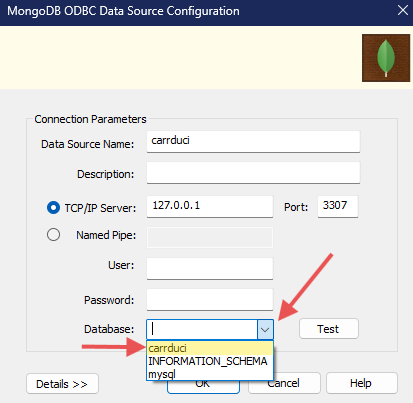 MongoDB ODBC Data Source Configuration
Connection Parameters
Data Source Name: carrduci
Description:
TCP/IP Server: 127.0.0.1 Port: 3307
Named Pipe:
User:
Password:
Database: Test
carrduci
INFORMATION_SCHEMA
mysql
Details >> OK Cancel Help